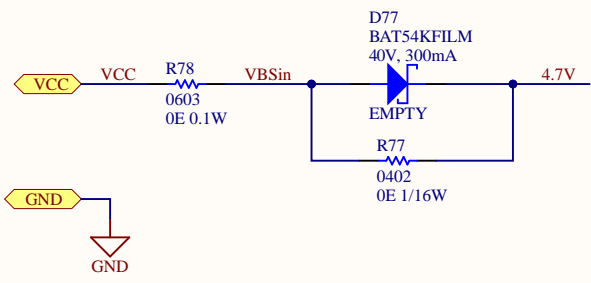 D77
BAT54KFILM
40V, 300mA
VCC
VCC
R78
VBSin
4.7V
0603
0E 0.1W
EMPTY
R77
0402
0E 1/16W
GND
GND